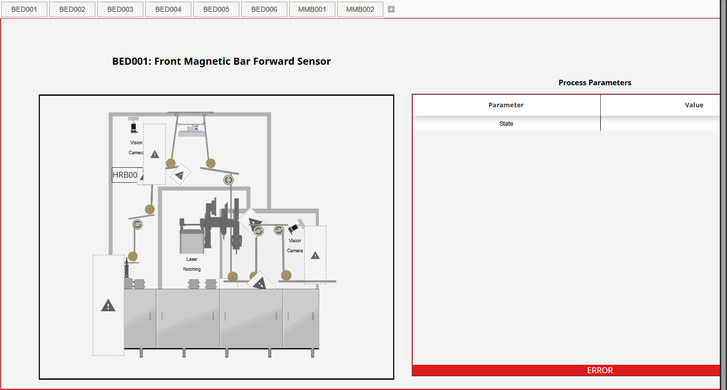 BED001 BED002 BED003 BED004 BED005 BED006 MMB001 MMB002
BED001: Front Magnetic Bar Forward Sensor
Process Parameters
Parameter Value
State
Vision
Camera
HRB00
Laser
Notching
Vision
Camera
ERROR